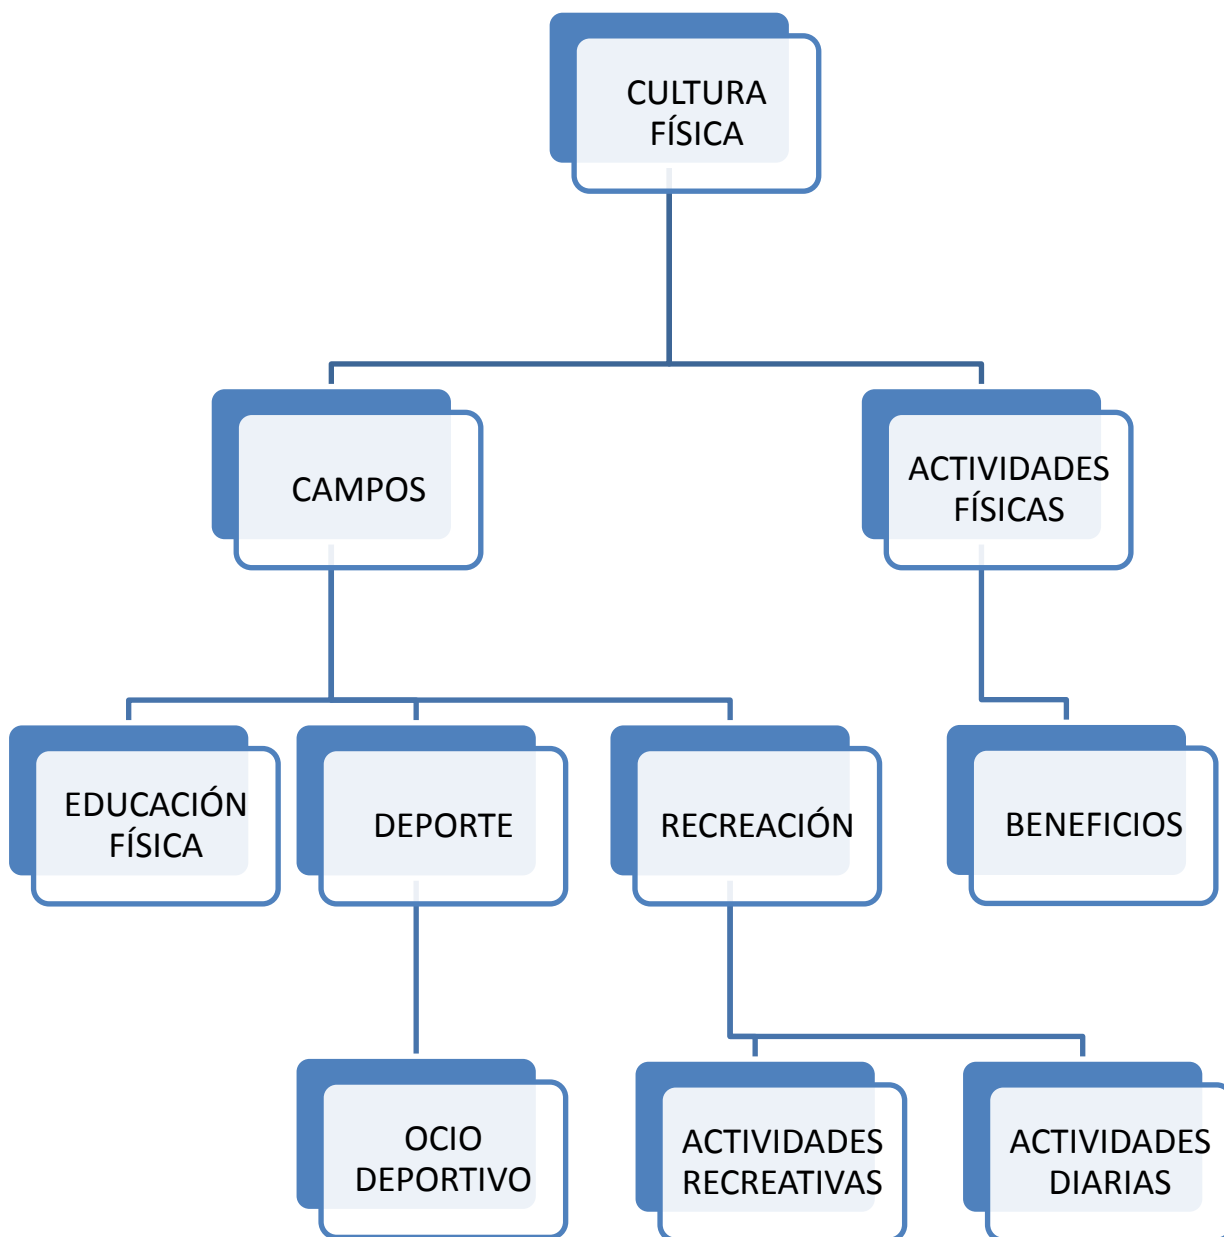 CULTURA
FÍSICA
CAMPOS
ACTIVIDADES
FÍSICAS
EDUCACIÓN
FÍSICA
DEPORTE
RECREACIÓN
BENEFICIOS
OCIO
DEPORTIVO
ACTIVIDADES
RECREATIVAS
ACTIVIDADES
DIARIAS